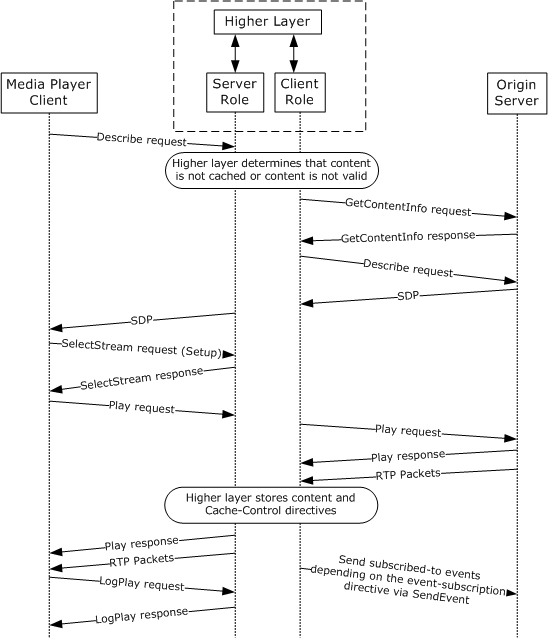 Higher Layer
Media Player
Client
Server
Role
Client
Role
Origin
Server
Describe request
Higher layer determines that content
is not cached or content is not valid
GetContentInfo request
GetContentInfo response
Describe request
SDP
SDP
SelectStream request (Setup)
SelectStream response
Play request
Play request
Play response
RTP Packets
Higher layer stores content and
Cache-Control directives
Play response
RTP Packets
Send subscribed-to events
depending on the event-subscription
directive via SendEvent
LogPlay request
LogPlay response